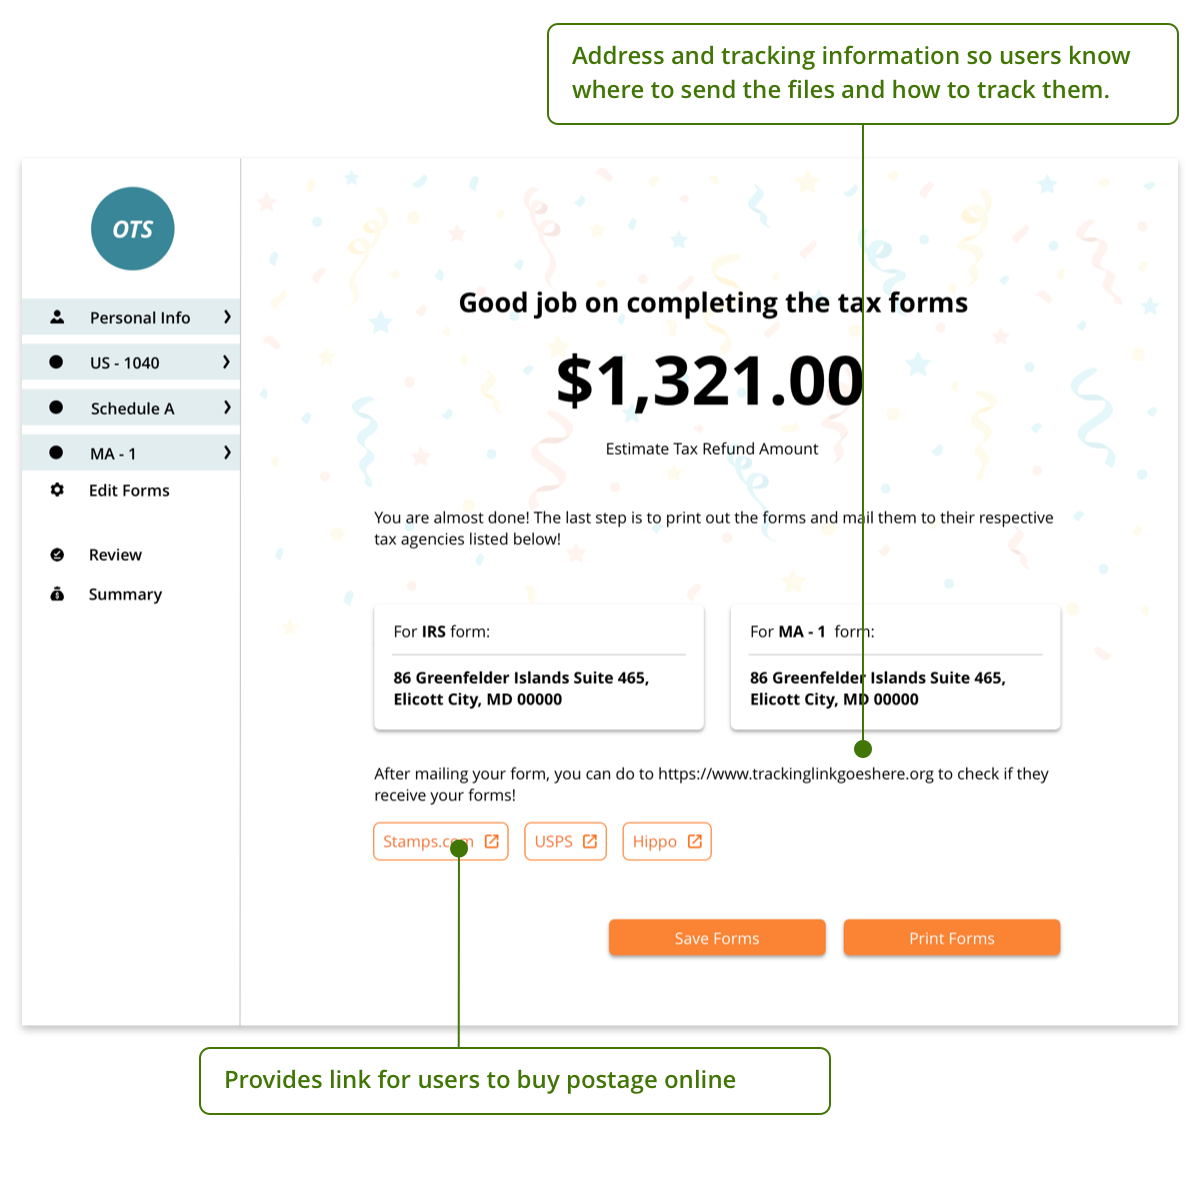 Address and tracking information so users know
where to send the files and how to track them.
OTS
Personal Info
US - 1040
Schedule A
MA - 1
Edit Forms
Review
Summary
Good job on completing the tax forms
$1,321.00
Estimate Tax Refund Amount
You are almost done! The last step is to print out the forms and mail them to their respective
tax agencies listed below!
For IRS form:
86 Greenfelder Islands Suite 465,
Elicott City, MD 00000
For MA - 1 form:
86 Greenfelder Islands Suite 465,
Elicott City, MD 00000
After mailing your form, you can do to https://www.trackinglinkgoeshere.org to check if they
receive your forms!
Stamps.com
USPS
Hippo
Save Forms
Print Forms
Provides link for users to buy postage online